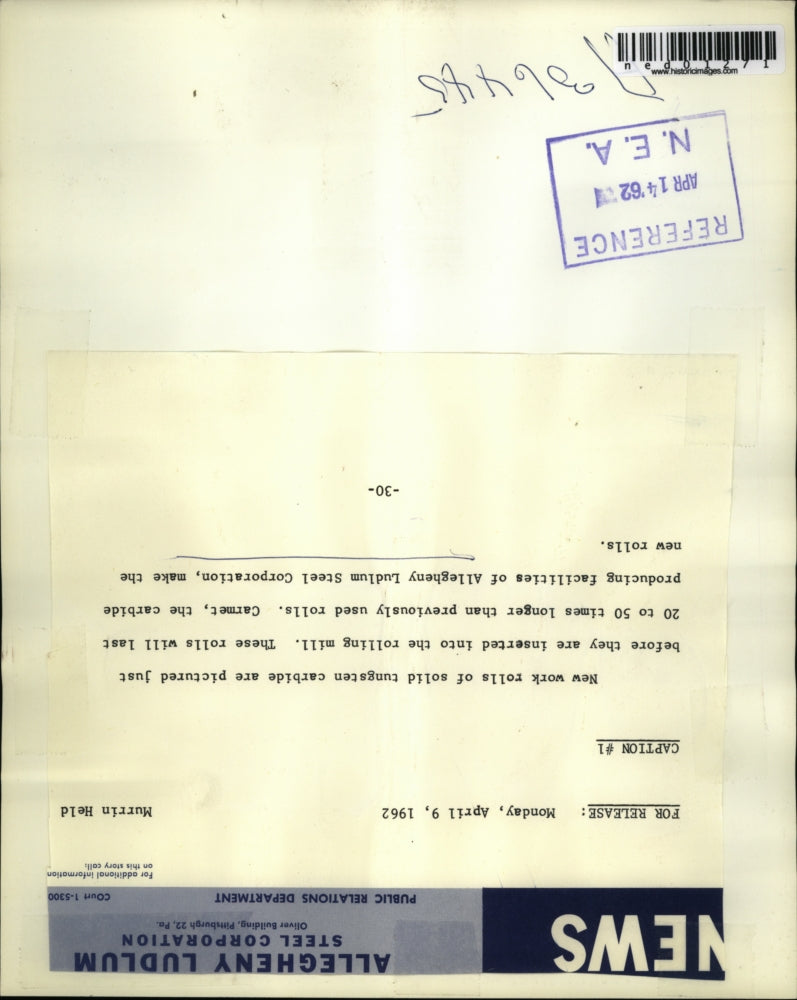 NEWS
ALLEGHENY LUDLUM
STEEL CORPORATION
Oliver Building, Pittsburgh 22, Pa.
PUBLIC RELATIONS DEPARTMENT
COurt 1-5300
For additional information
on this story call:
FOR RELEASE: Monday, April 9, 1962
Murrin Held
CAPTION #1
New work rolls of solid tungsten carbide are pictured just
before they are inserted into the rolling mill. These rolls will last
20 to 50 times longer than previously used rolls. Carmet, the carbide
producing facilities of Allegheny Ludlum Steel Corporation, make the
new rolls.
-30-
REFERENCE
APR 14 '62
N. E. A.
ned01271
www.historicimages.com